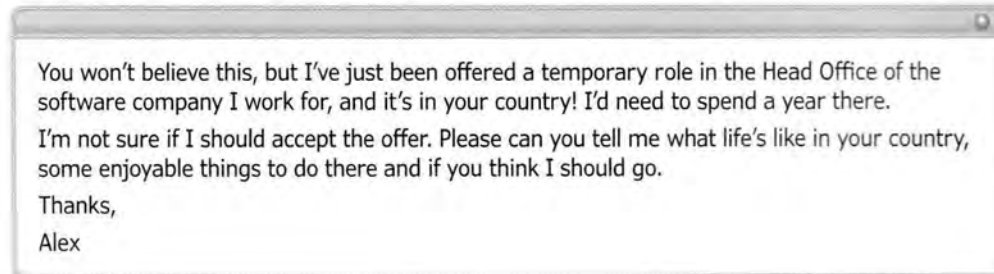 You won't believe this, but I've just been offered a temporary role in the Head Office of the
software company I work for, and it's in your country! I'd need to spend a year there.
I'm not sure if I should accept the offer. Please can you tell me what life's like in your country,
some enjoyable things to do there and if you think I should go.
Thanks,
Alex